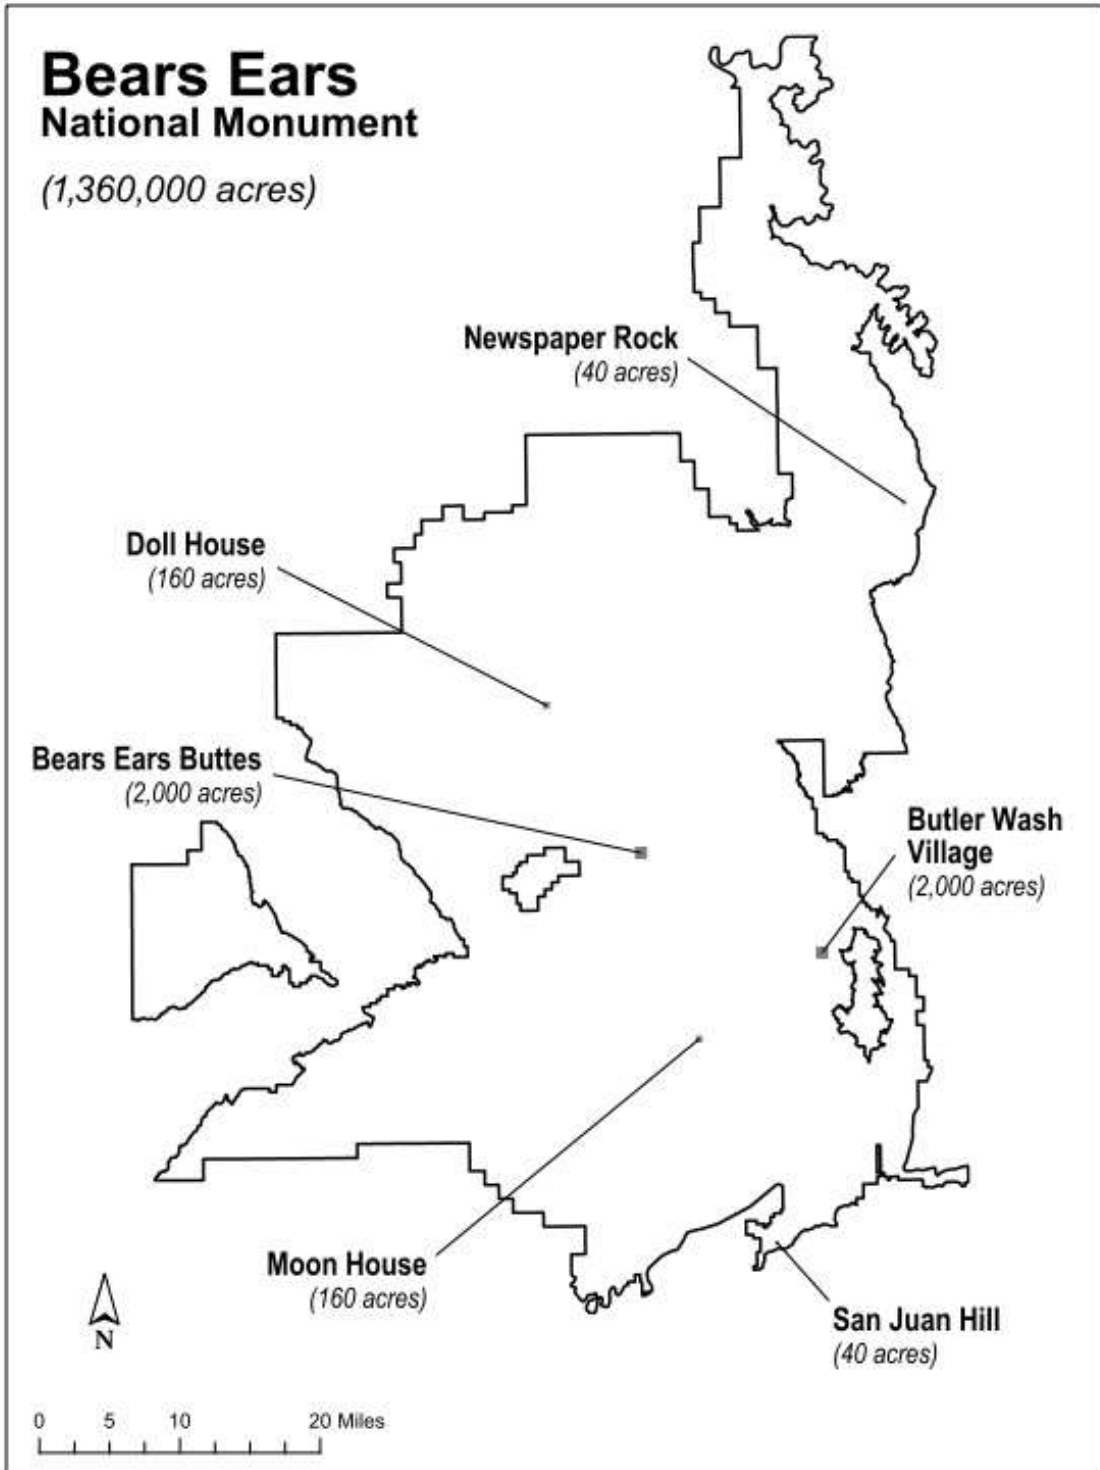 Bears Ears
National Monument
(1,360,000 acres)
Newspaper Rock
(40 acres)
Doll House
(160 acres)
Bears Ears Buttes
(2,000 acres)
Butler Wash
Village
(2,000 acres)
Moon House
(160 acres)
San Juan Hill
(40 acres)
N
0 5 10 20 Miles